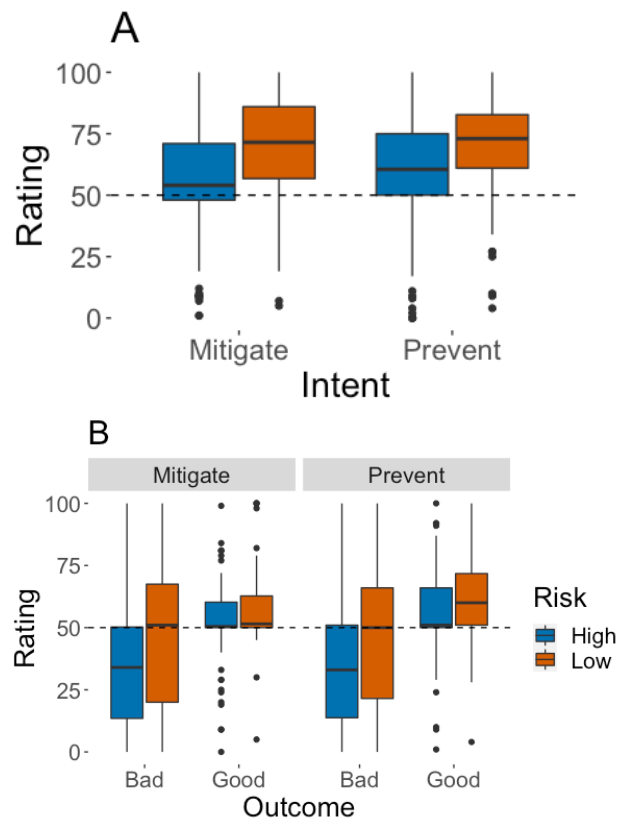 A
100
75
50
25
0
Rating
Mitigate Prevent
Intent
B
Mitigate Prevent
100
75
50
25
0
Rating
Bad Good Bad Good
Outcome
Risk
High
Low